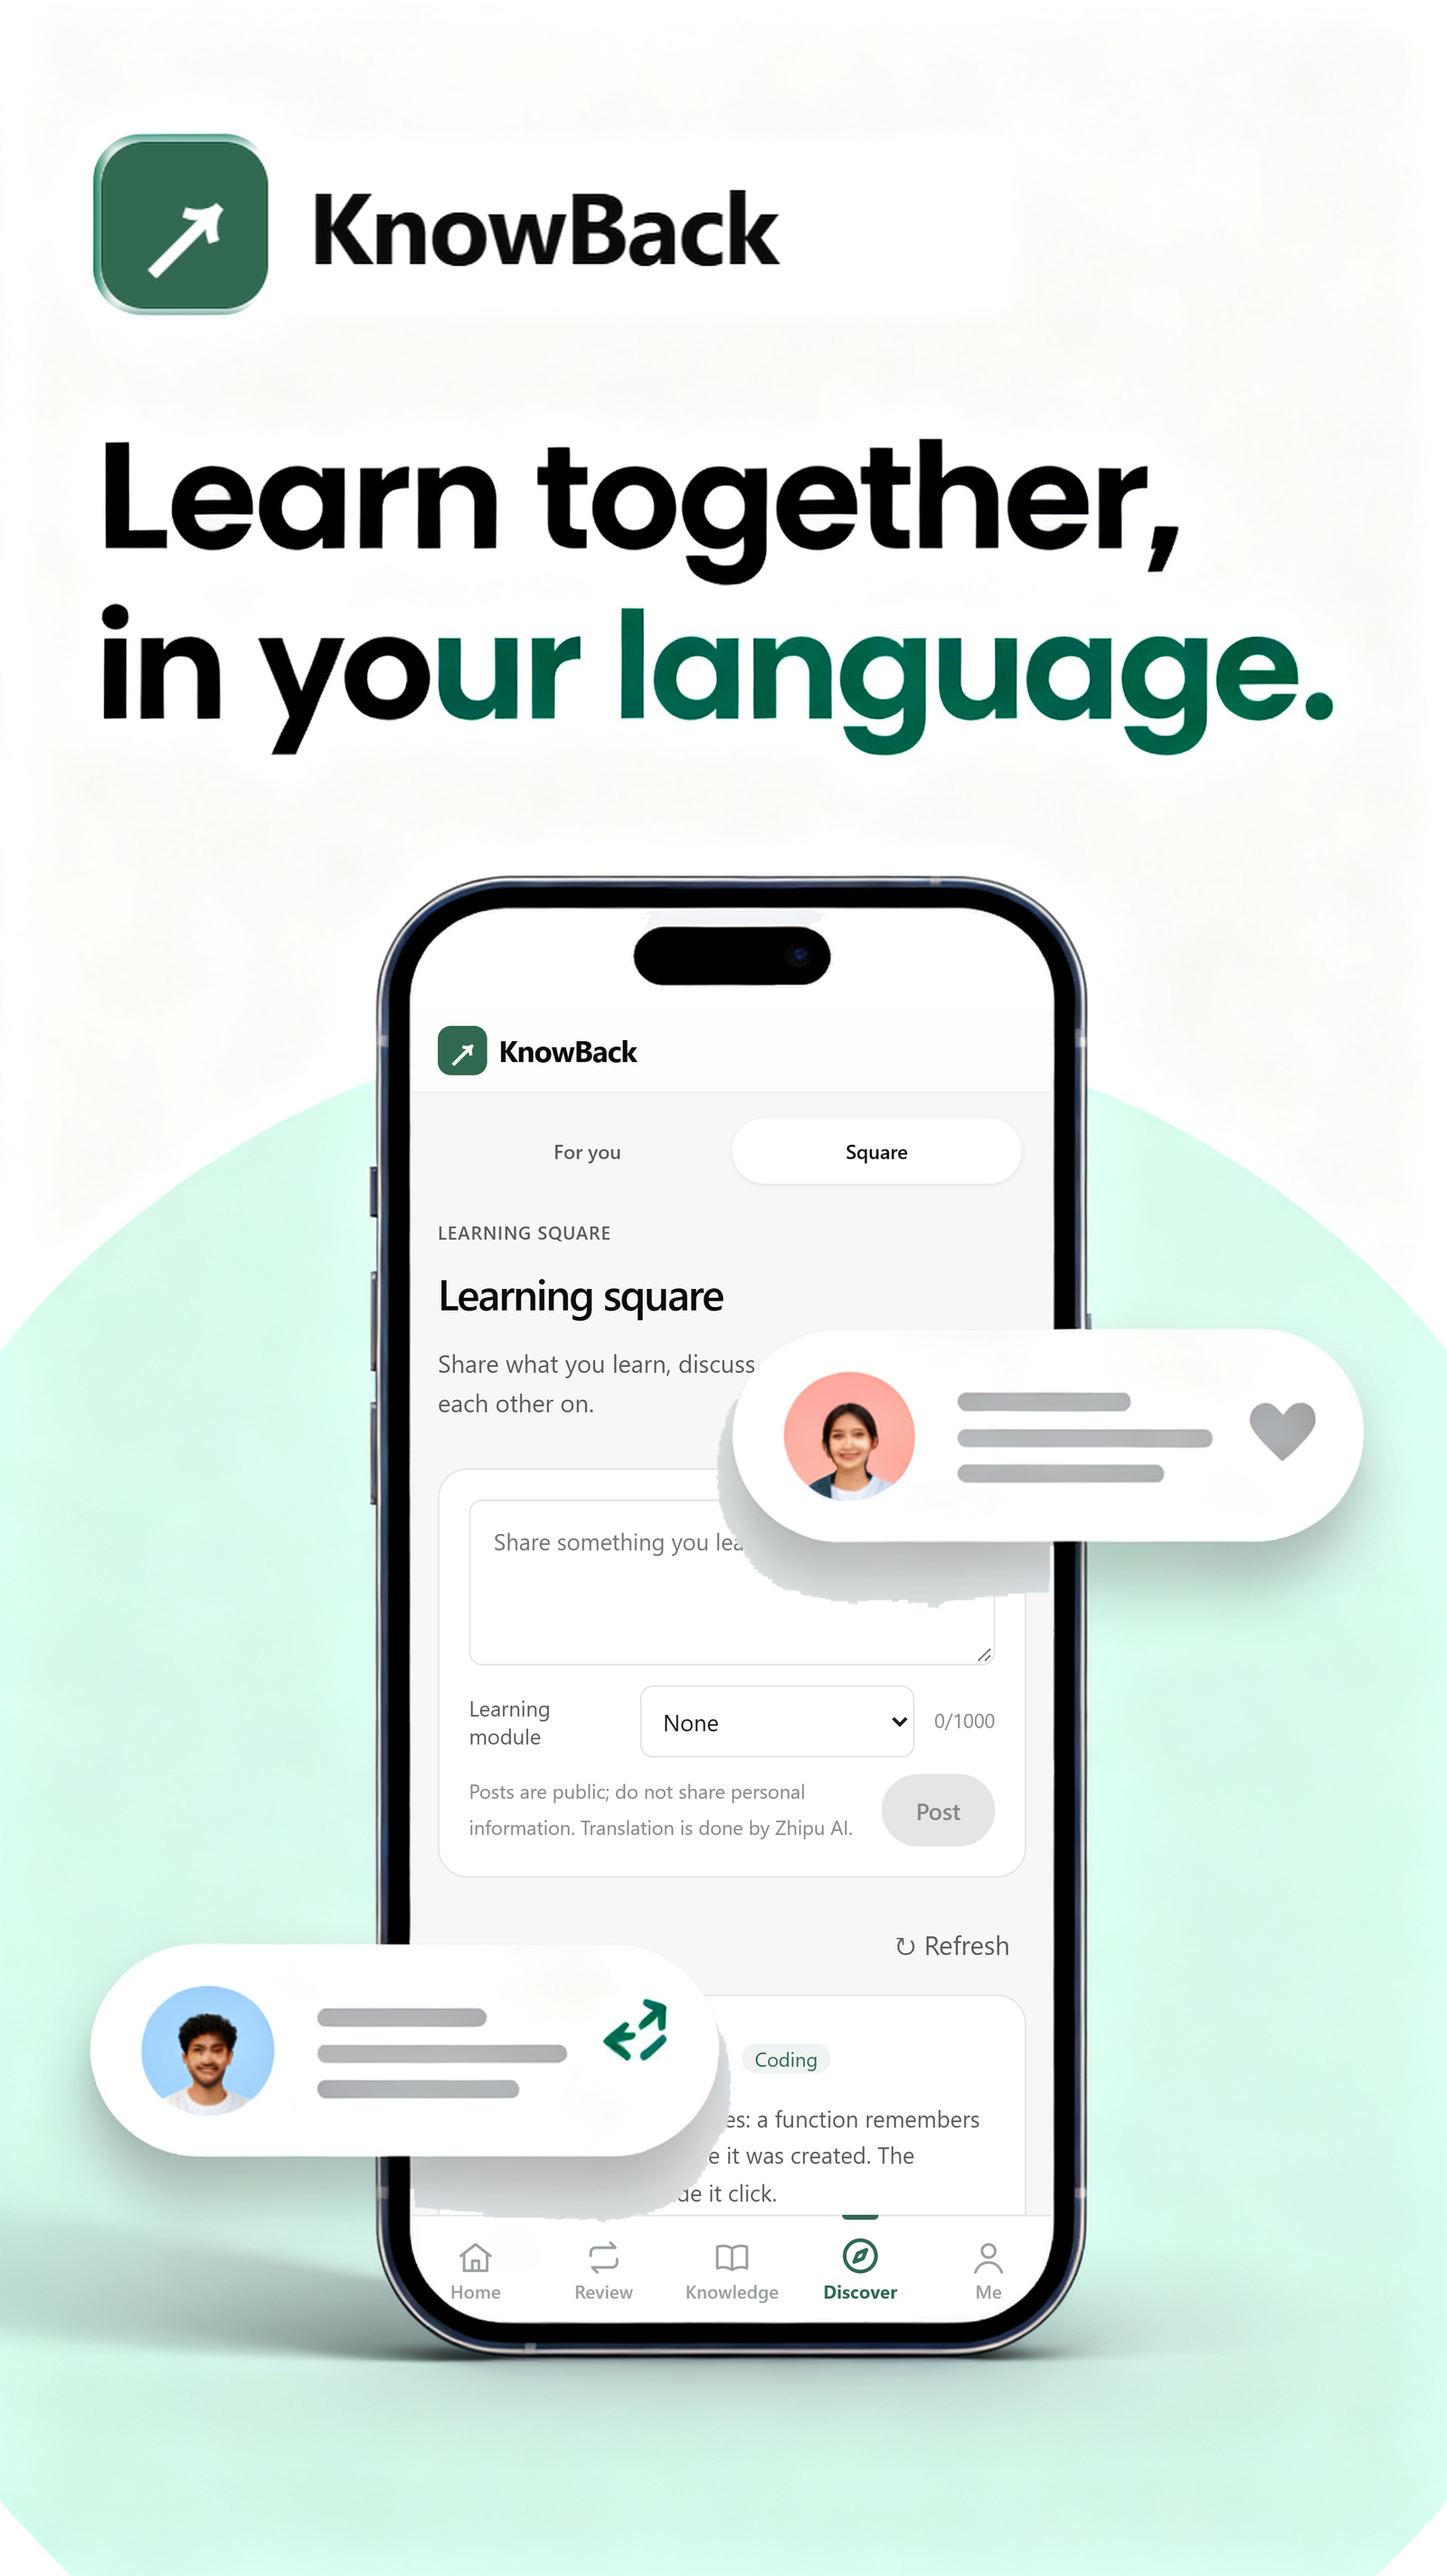 KnowBack
Learn together,
in your language.
KnowBack
For you
Square
LEARNING SQUARE
Learning square
Share what you learn, discuss
each other on.
Share something you
Learning
module
None
0/1000
Posts are public; do not share personal
information. Translation is done by Zhipu AI.
Post
↻ Refresh
Coding
a function remembers
it was created. The
it click.
Home
Review
Knowledge
Discover
Me